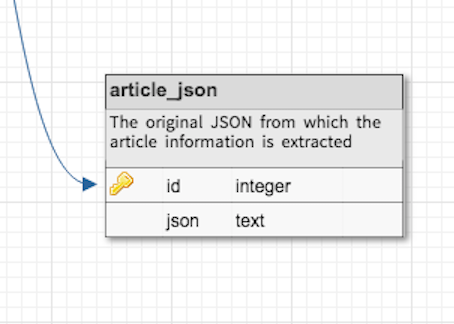 article_json
The original JSON from which the
article information is extracted
id integer
json text